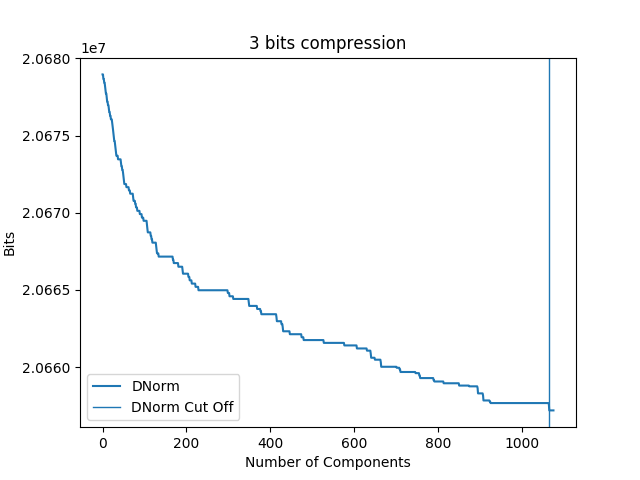 3 bits compression
1e7
2.0680
2.0675
2.0670
2.0665
2.0660
Bits
DNorm
DNorm Cut Off
0 200 400 600 800 1000
Number of Components